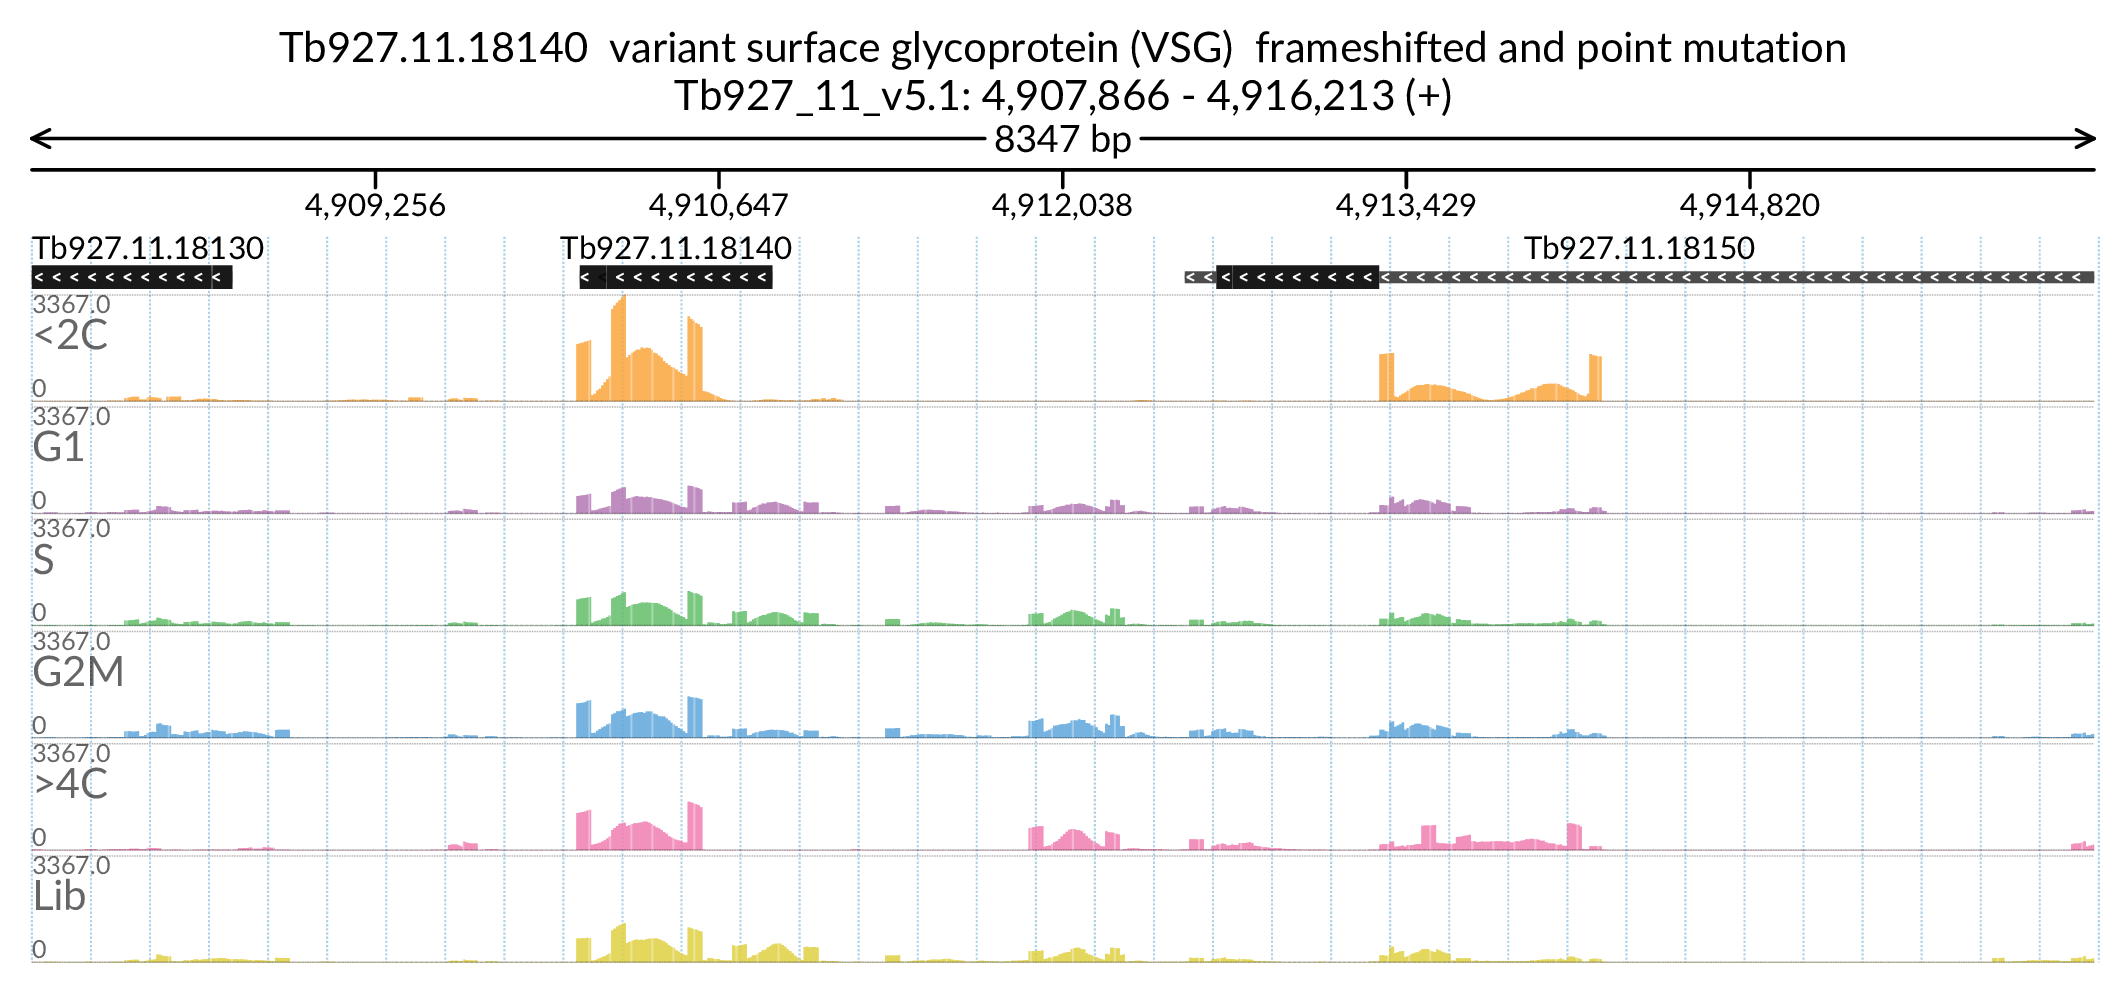 Tb927.11.18140  variant surface glycoprotein (VSG)  frameshifted and point mutation
Tb927_11_v5.1: 4,907,866 - 4,916,213 (+)
8347 bp
4,909,256 4,910,647 4,912,038 4,913,429 4,914,820
Tb927.11.18130 Tb927.11.18140 Tb927.11.18150
3367.0
<2C
0
3367.0
G1
0
3367.0
S
0
3367.0
G2M
0
3367.0
>4C
0
3367.0
Lib
0